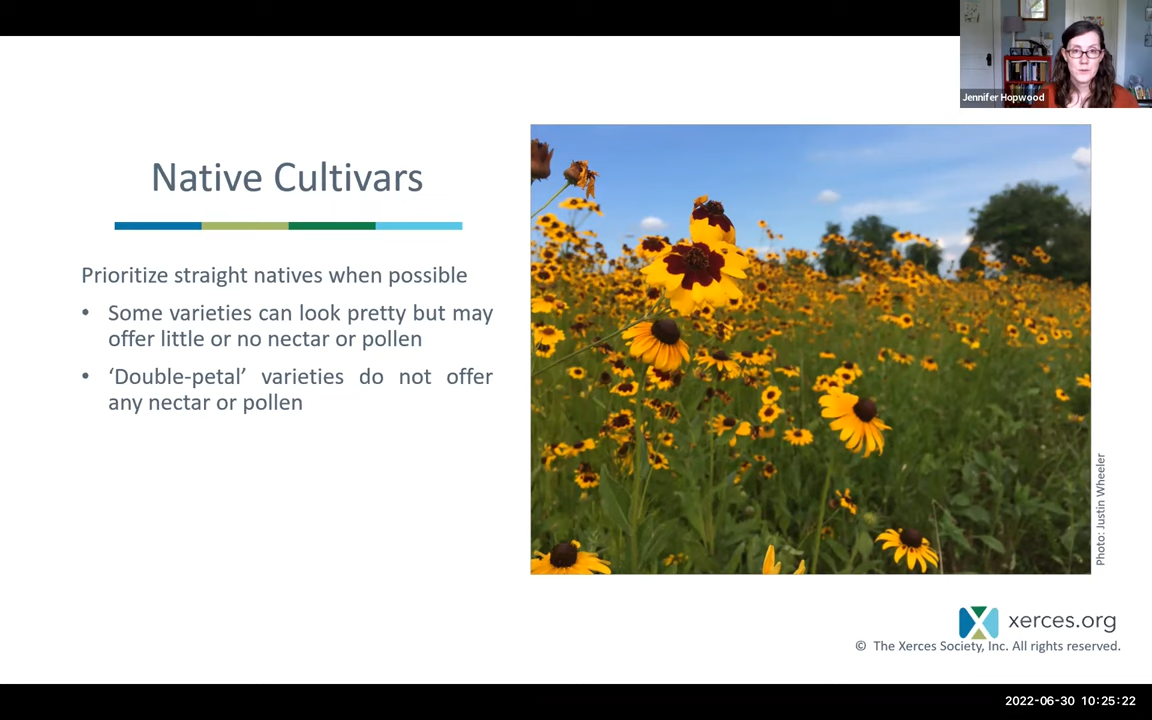 Jennifer Hopwood
Native Cultivars
Prioritize straight natives when possible
• Some varieties can look pretty but may
offer little or no nectar or pollen
• ‘Double-petal’ varieties do not offer
any nectar or pollen
Photo: Justin Wheeler
xerces.org
© The Xerces Society, Inc. All rights reserved.
2022-06-30 10:25:22